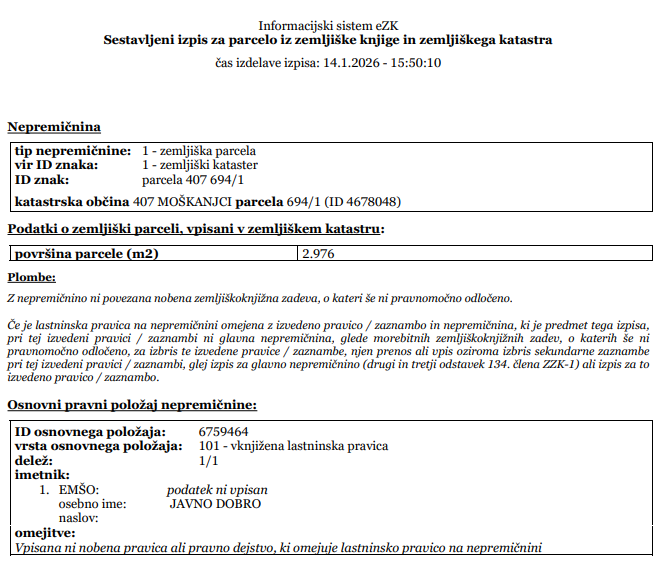 Informacijski sistem eZK
Sestavljeni izpis za parcelo iz zemljiške knjige in zemljiškega katastra
čas izdelave izpisa: 14.1.2026 - 15:50:10
Nepremičnina
tip nepremičnine: 1 - zemljiška parcela
vir ID znaka: 1 - zemljiški kataster
ID znak: parcela 407 694/1
katastrska občina 407 MOŠKANJCI parcela 694/1 (ID 4678048)
Podatki o zemljiški parceli, vpisani v zemljiškem katastru:
površina parcele (m2) 2.976
Plombe:
Z nepremičnino ni povezana nobena zemljiškoknjižna zadeva, o kateri še ni pravnomočno odločeno.
Če je lastninska pravica na nepremičnini omejena z izvedeno pravico / zaznambo in nepremičnina, ki je predmet tega izpisa,
pri tej izvedeni pravici / zaznambi ni glavna nepremičnina, glede morebitnih zemljiškoknjižnih zadev, o katerih še ni
pravnomočno odločeno, za izbris te izvedene pravice / zaznambe, njen prenos ali vpis oziroma izbris sekundarne zaznambe
pri tej izvedeni pravici / zaznambi, glej izpis za glavno nepremičnino (drugi in tretji odstavek 134. člena ZZK-1) ali izpis za to
izvedeno pravico / zaznambo.
Osnovni pravni položaj nepremičnine:
ID osnovnega položaja: 6759464
vrsta osnovnega položaja: 101 - vknjižena lastninska pravica
delež: 1/1
imetnik:
1. EMŠO: podatek ni vpisan
osebno ime: JAVNO DOBRO
naslov:
omejitve:
Vpisana ni nobena pravica ali pravno dejstvo, ki omejuje lastninsko pravico na nepremičnini